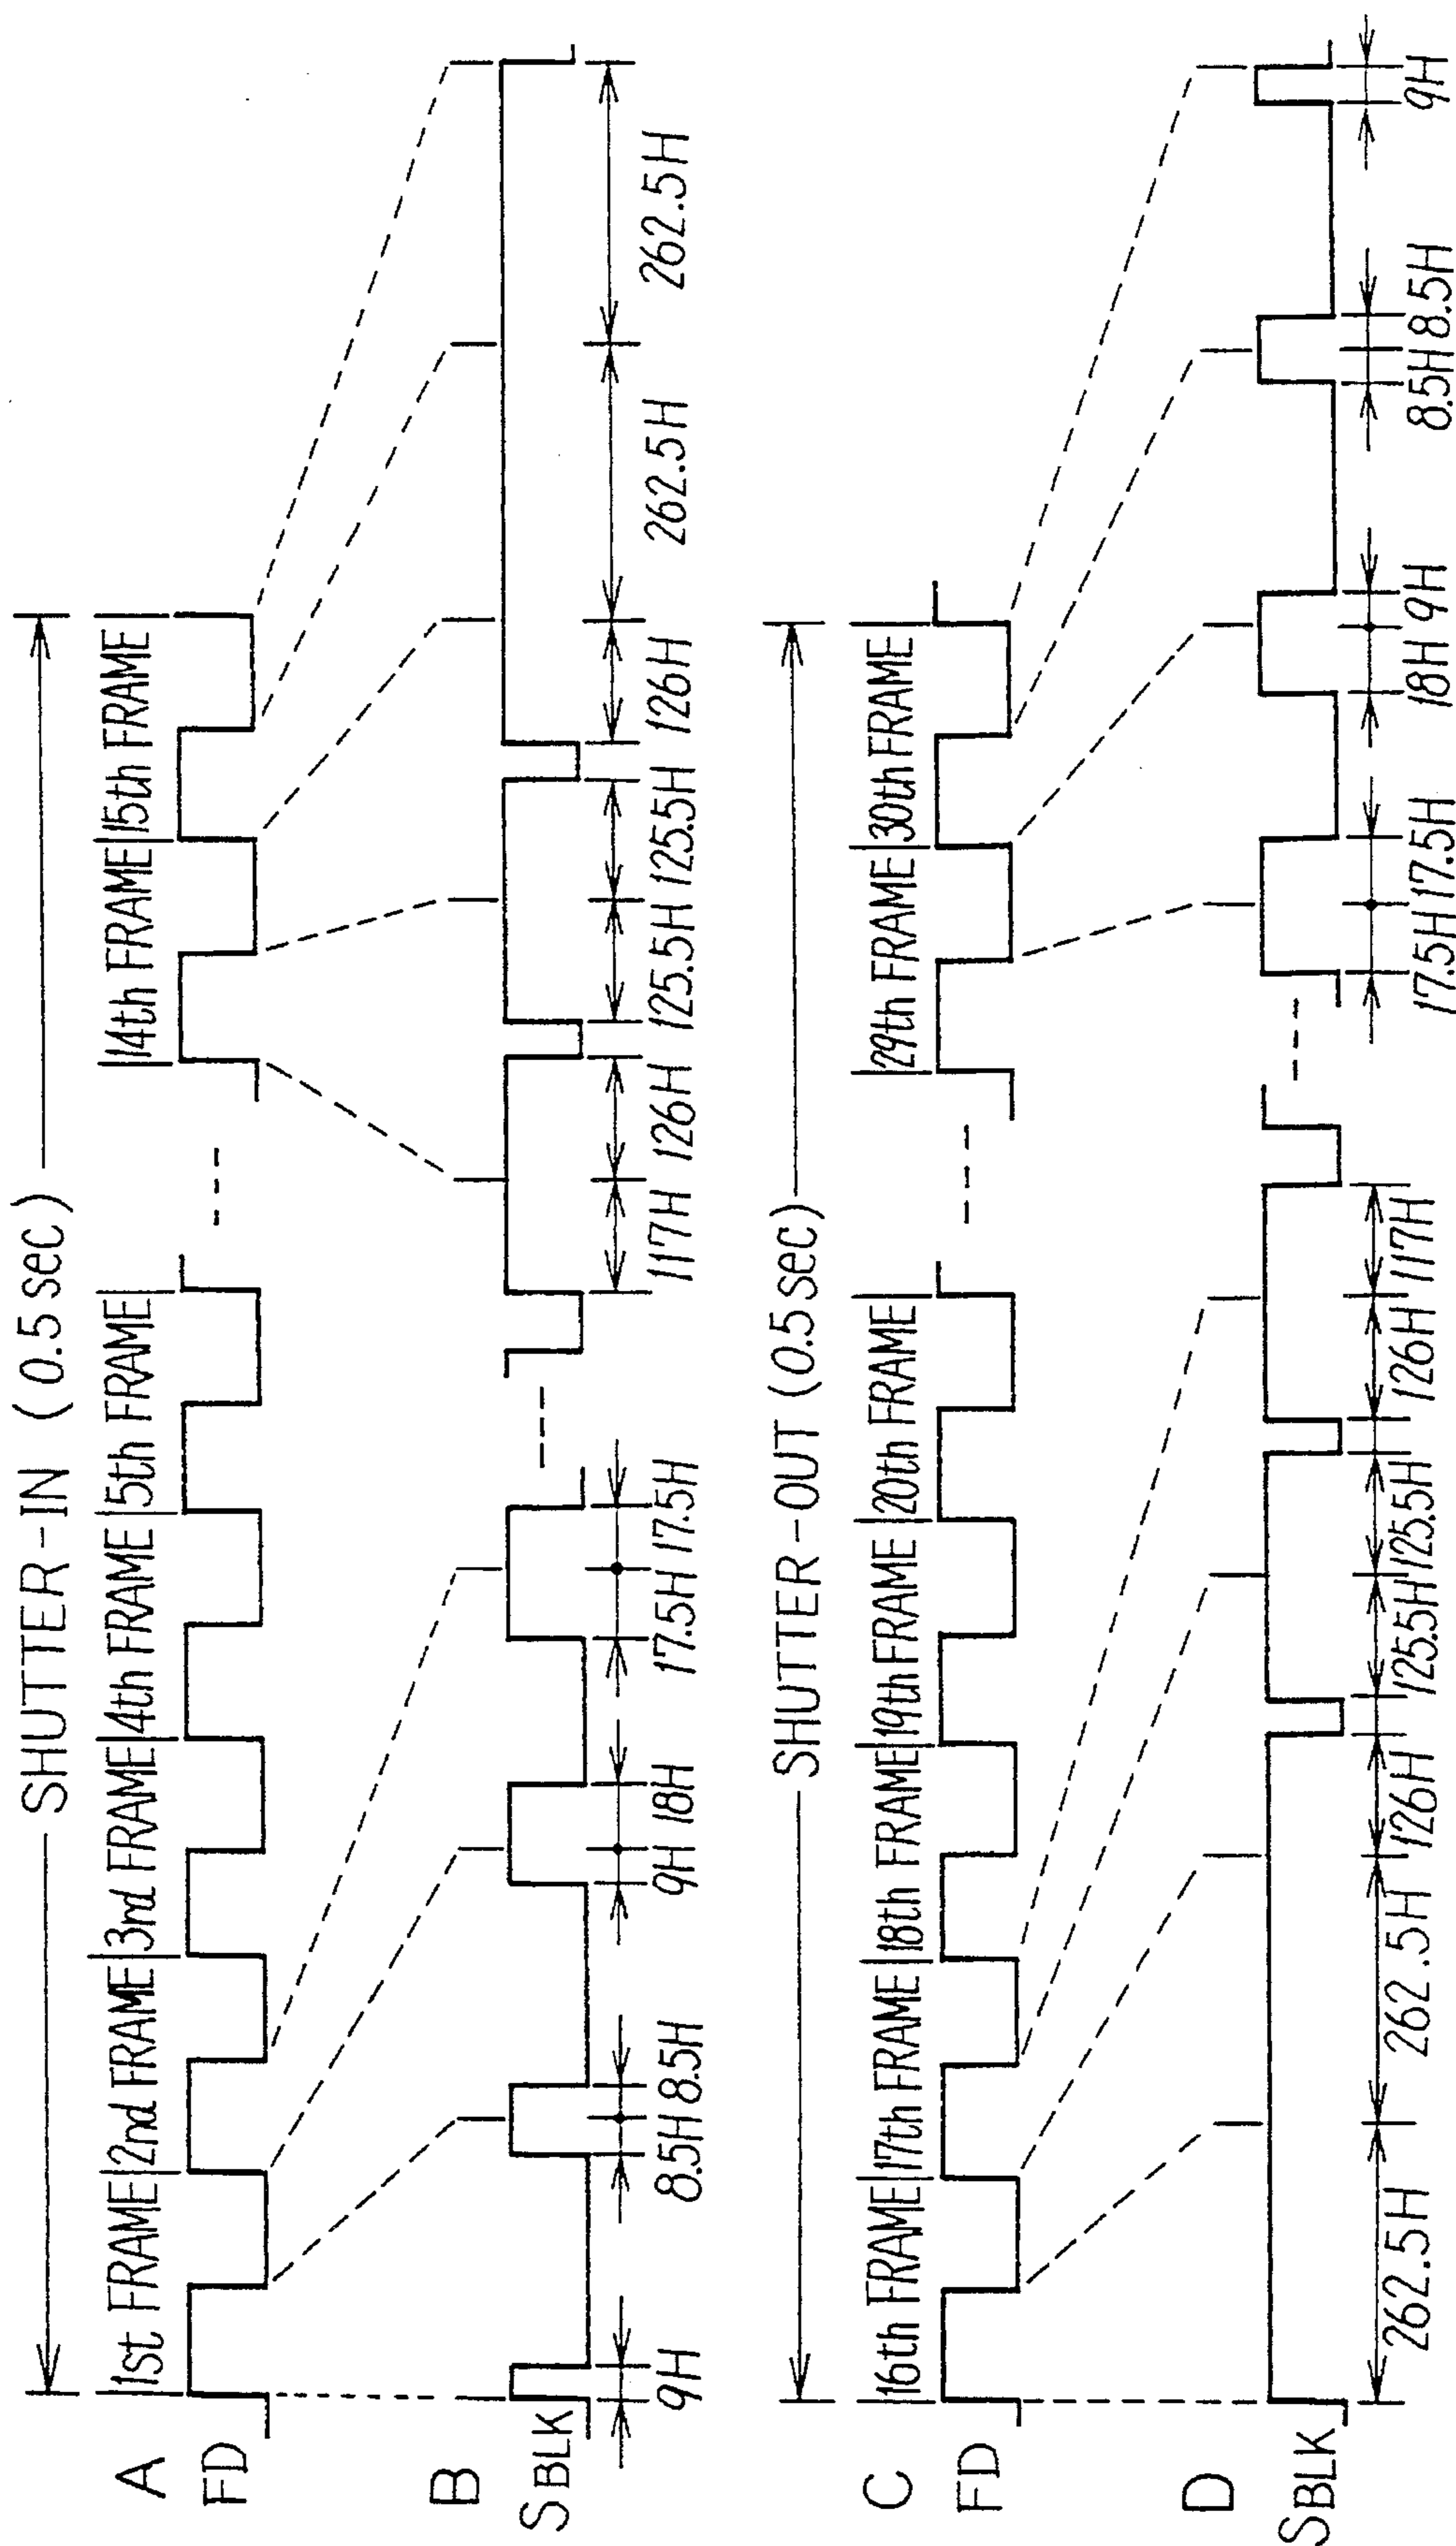 SHUTTER-IN (0.5 sec)
A
1st FRAME 2nd FRAME 3rd FRAME 4th FRAME 5th FRAME --- 14th FRAME 15th FRAME
FD
B
SBLK
9H 8.5H 8.5H 9H 18H 17.5H 17.5H 117H 126H 125.5H 125.5H 126H 262.5H 262.5H
SHUTTER-OUT (0.5 sec)
C
16th FRAME 17th FRAME 18th FRAME 19th FRAME 20th FRAME --- 29th FRAME 30th FRAME
FD
D
SBLK
262.5H 262.5H 126H 125.5H 125.5H 126H 117H 17.5H 17.5H 18H 9H 8.5H 8.5H 9H